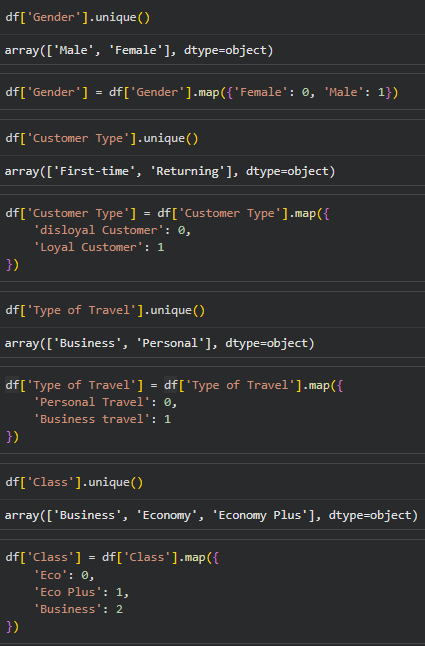 df['Gender'].unique()
array(['Male', 'Female'], dtype=object)
df['Gender'] = df['Gender'].map({'Female': 0, 'Male': 1})
df['Customer Type'].unique()
array(['First-time', 'Returning'], dtype=object)
df['Customer Type'] = df['Customer Type'].map({
    'disloyal Customer': 0,
    'Loyal Customer': 1
})
df['Type of Travel'].unique()
array(['Business', 'Personal'], dtype=object)
df['Type of Travel'] = df['Type of Travel'].map({
    'Personal Travel': 0,
    'Business travel': 1
})
df['Class'].unique()
array(['Business', 'Economy', 'Economy Plus'], dtype=object)
df['Class'] = df['Class'].map({
    'Eco': 0,
    'Eco Plus': 1,
    'Business': 2
})